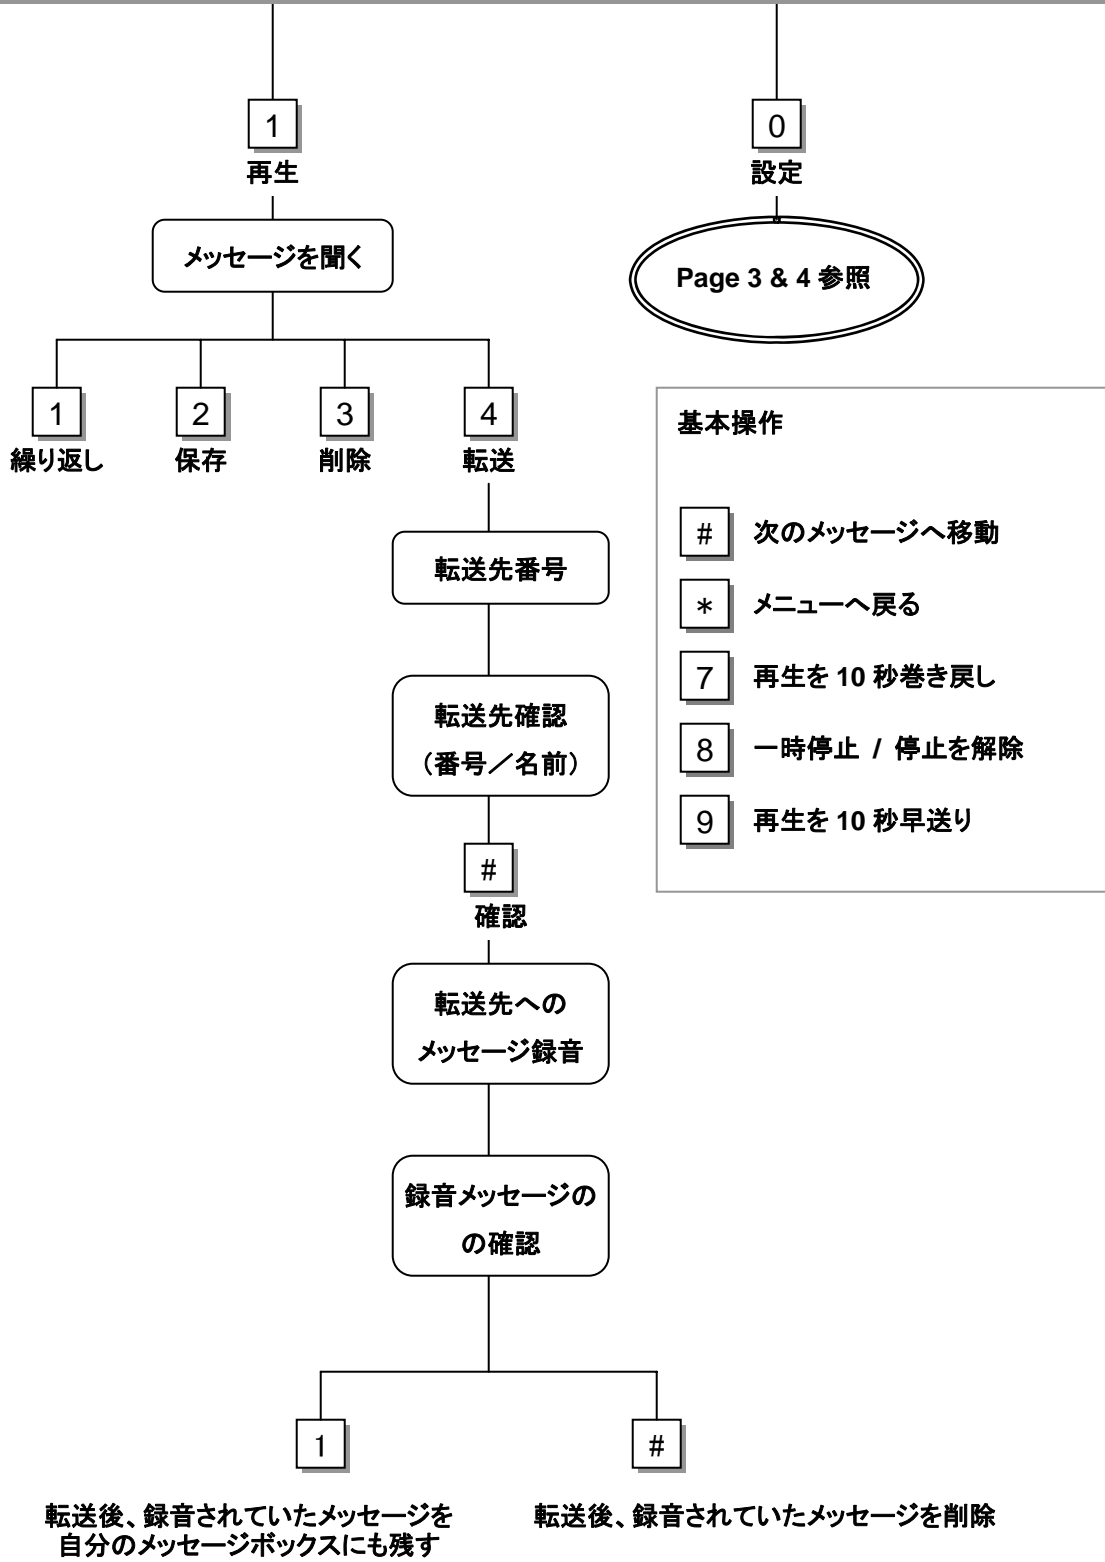 1
再生
メッセージを聞く
0
設定
Page 3 & 4 参照
1
繰り返し
2
保存
3
削除
4
転送
転送先番号
転送先確認
（番号／名前）
#
確認
転送先への
メッセージ録音
録音メッセージの
の確認
1
転送後、録音されていたメッセージを
自分のメッセージボックスにも残す
#
転送後、録音されていたメッセージを削除
基本操作
# 次のメッセージへ移動
* メニューへ戻る
7 再生を 10 秒巻き戻し
8 一時停止 / 停止を解除
9 再生を 10 秒早送り